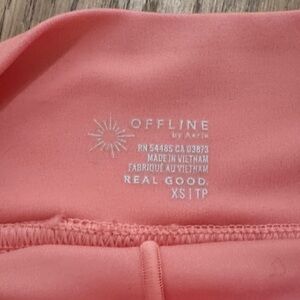 OFFLINE
by Aerie
RN 54485 CA 03873
MADE IN VIETNAM
FABRIQUÉ AU VIETNAM
REAL GOOD.
XS | TP